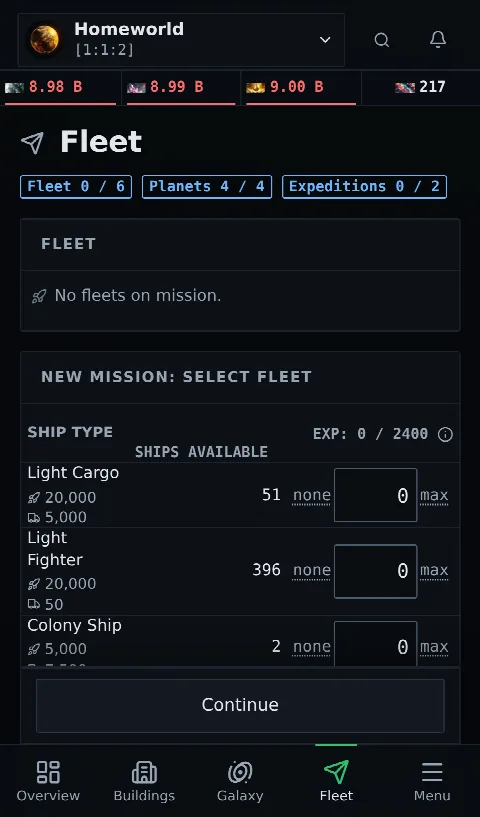 Homeworld
[1:1:2]
8.98 B 8.99 B 9.00 B 217
Fleet
Fleet 0 / 6 Planets 4 / 4 Expeditions 0 / 2
FLEET
No fleets on mission.
NEW MISSION: SELECT FLEET
SHIP TYPE EXP: 0 / 2400
SHIPS AVAILABLE
Light Cargo
20,000
5,000
51 none 0 max
Light
Fighter
20,000
50
396 none 0 max
Colony Ship
5,000
2 none 0 max
Continue
Overview Buildings Galaxy Fleet Menu